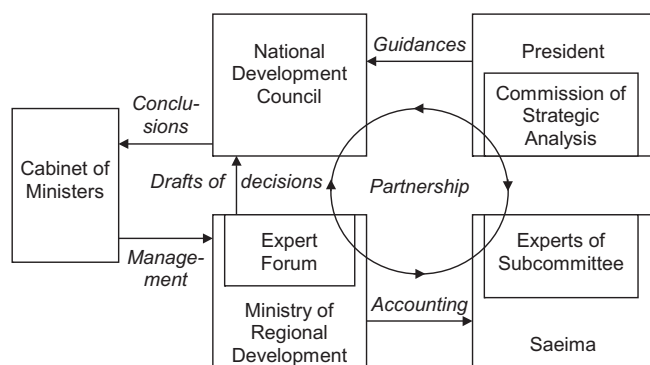 National
Development
Council
Guidances
President
Commission of
Strategic
Analysis
Conclu-
sions
Cabinet of
Ministers
Drafts of decisions
Partnership
Manage-
ment
Expert
Forum
Ministry of
Regional
Development
Accounting
Experts of
Subcommittee
Saeima